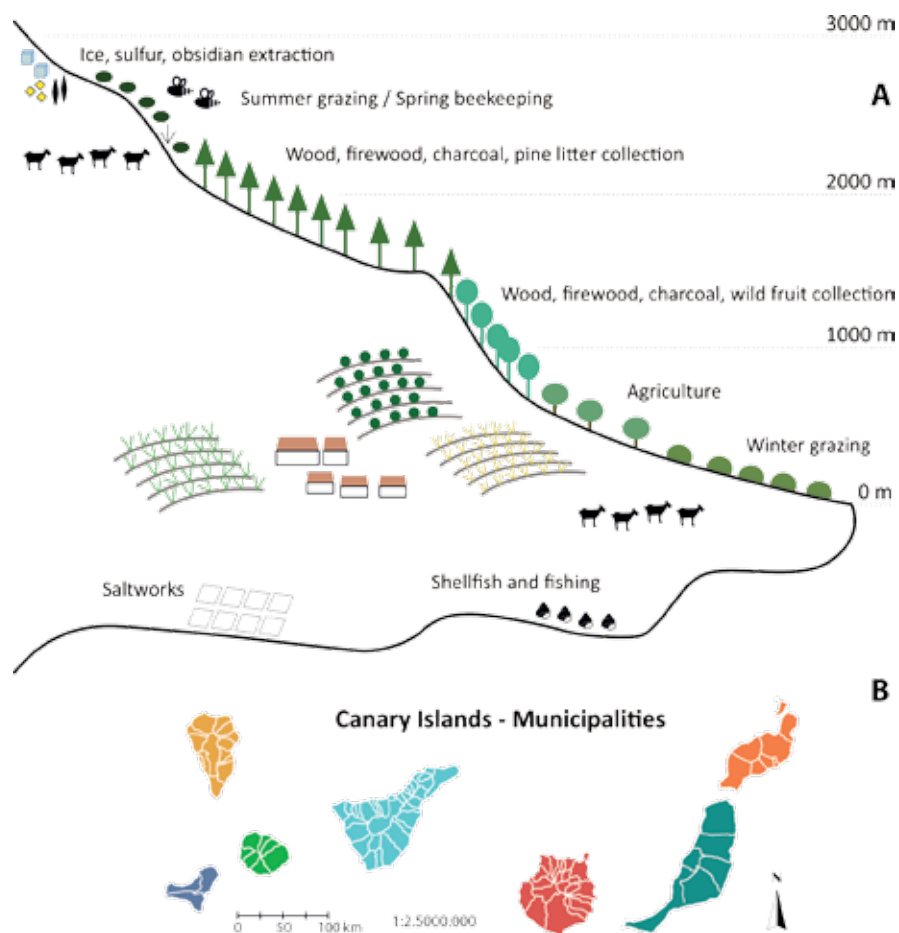 3000 m
Ice, sulfur, obsidian extraction
A
Summer grazing / Spring beekeeping
Wood, firewood, charcoal, pine litter collection
2000 m
Wood, firewood, charcoal, wild fruit collection
1000 m
Agriculture
Winter grazing
0 m
Shellfish and fishing
Saltworks
B
Canary Islands - Municipalities
N
0 25 50 100 km
1:2.5000.000